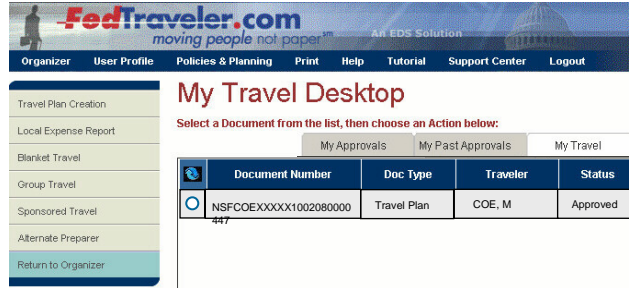 FedTraveler.com
moving people not paper sm
An EDS Solution
Organizer User Profile Policies & Planning Print Help Tutorial Support Center Logout
Travel Plan Creation
Local Expense Report
Blanket Travel
Group Travel
Sponsored Travel
Alternate Preparer
Return to Organizer
My Travel Desktop
Select a Document from the list, then choose an Action below:
My Approvals My Past Approvals My Travel
Document Number Doc Type Traveler Status
NSFCOEXXXXX1002080000 Travel Plan COE, M Approved
447